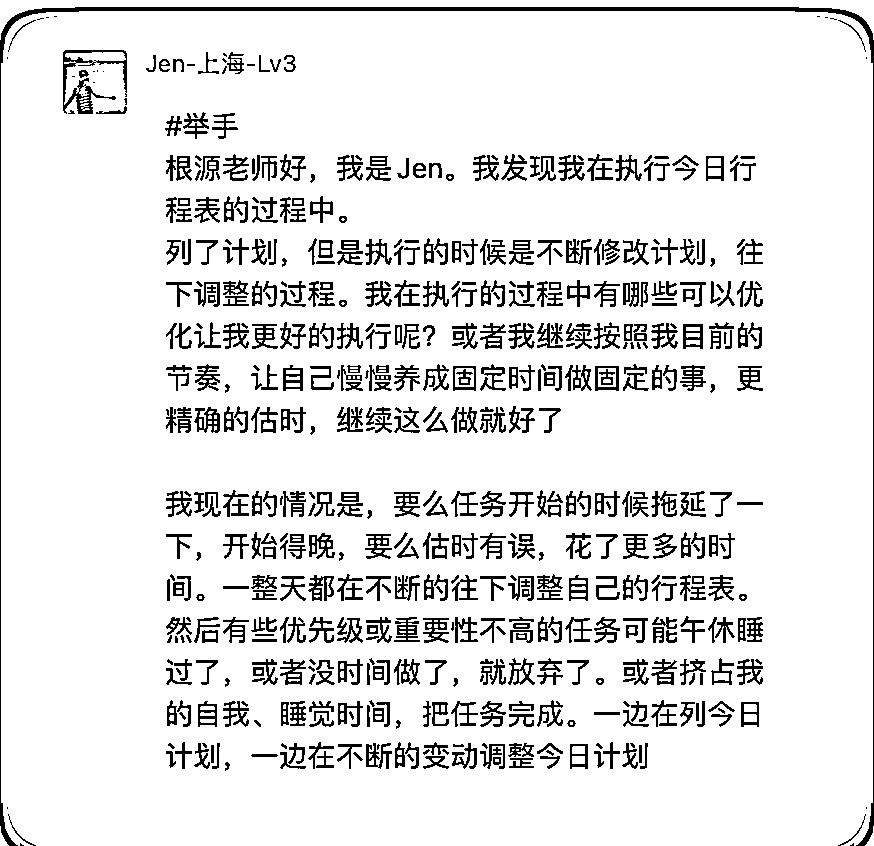 Jen-上海-Lv3
#举手
根源老师好，我是Jen。我发现我在执行今日行
程表的过程中。
列了计划，但是执行的时候是不断修改计划，往
下调整的过程。我在执行的过程中有哪些可以优
化让我更好的执行呢？或者我继续按照我目前的
节奏，让自己慢慢养成固定时间做固定的事，更
精确的估时，继续这么做就好了
我现在的情况是，要么任务开始的时候拖延了一
下，开始得晚，要么估时有误，花了更多的时
间。一整天都在不断的往下调整自己的行程表。
然后有些优先级或重要性不高的任务可能午休睡
过了，或者没时间做了，就放弃了。或者挤占我
的自我、睡觉时间，把任务完成。一边在列今日
计划，一边在不断的变动调整今日计划